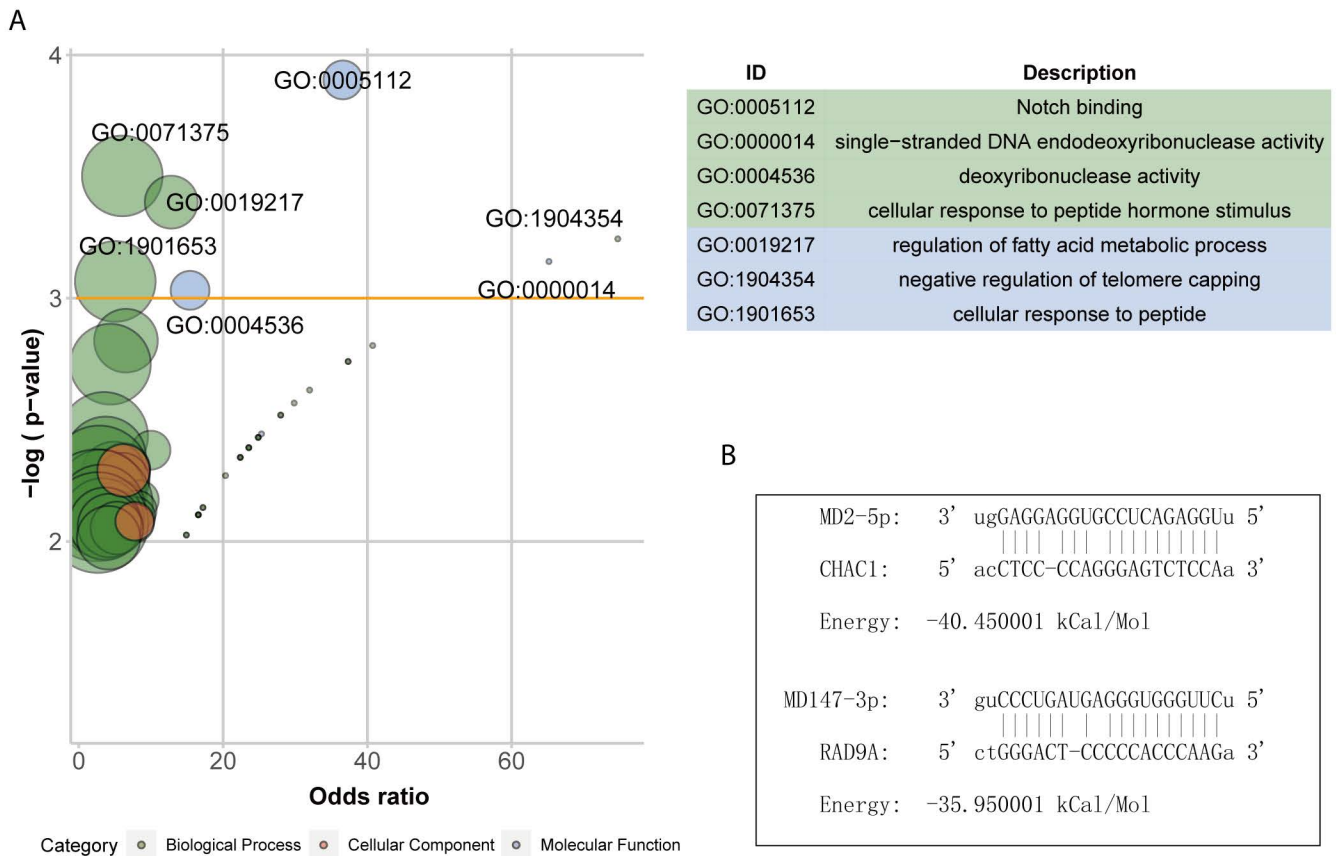 A
4
3
2
−log ( p−value)
GO:0005112
GO:0071375
GO:0019217
GO:1904354
GO:1901653
GO:0000014
GO:0004536
0 20 40 60
Odds ratio
Category Biological Process Cellular Component Molecular Function
ID Description
GO:0005112 Notch binding
GO:0000014 single−stranded DNA endodeoxyribonuclease activity
GO:0004536 deoxyribonuclease activity
GO:0071375 cellular response to peptide hormone stimulus
GO:0019217 regulation of fatty acid metabolic process
GO:1904354 negative regulation of telomere capping
GO:1901653 cellular response to peptide
B
MD2-5p: 3’ ugGAGGAGGUGCCUCAGAGGUu 5’
|||| ||| |||||||||||
CHAC1: 5’ acCTCC-CCAGGGAGTCTCCAa 3’
Energy: -40.450001 kCal/Mol
MD147-3p: 3’ guCCCUGAUGAGGGUGGGUUCu 5’
|||||| | |||||||||||
RAD9A: 5’ ctGGGACT-CCCCCACCCAAGa 3’
Energy: -35.950001 kCal/Mol